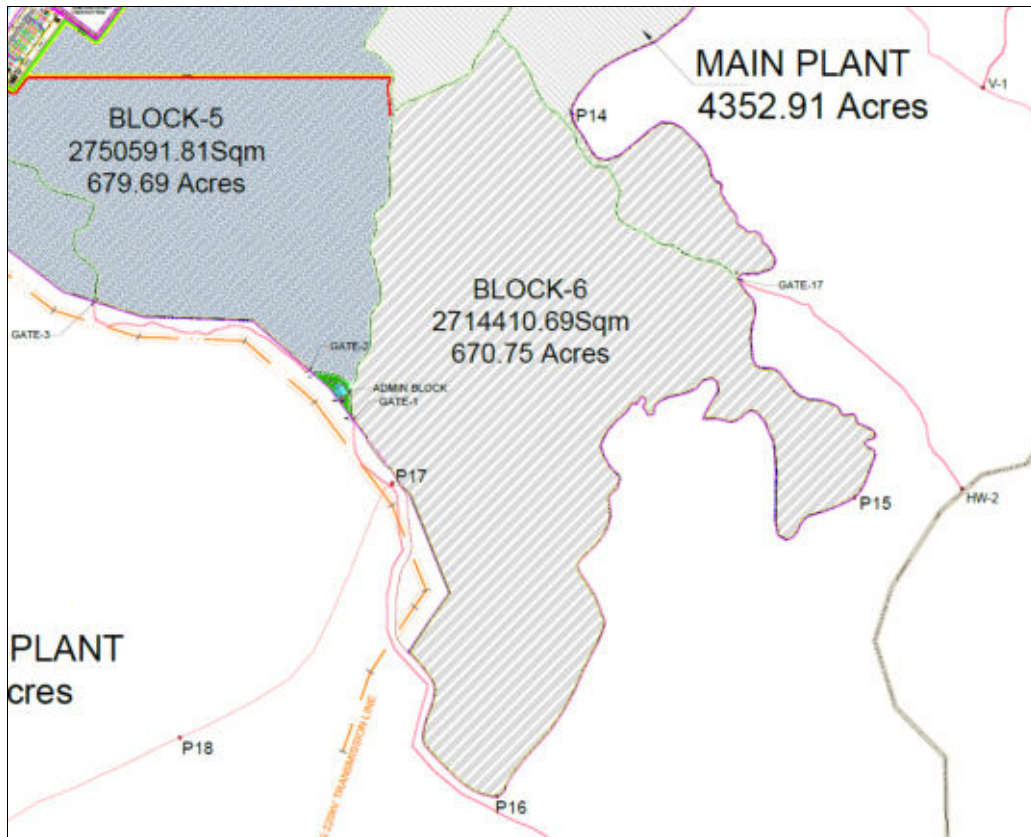 MAIN PLANT
4352.91 Acres
V-1
P14
BLOCK-5
2750591.81Sqm
679.69 Acres
BLOCK-6
2714410.69Sqm
670.75 Acres
GATE-17
GATE-3
GATE-2
ADMIN BLOCK
GATE-1
P17
P15
HW-2
PLANT
cres
P18
220kV TRANSMISSION LINE
P16